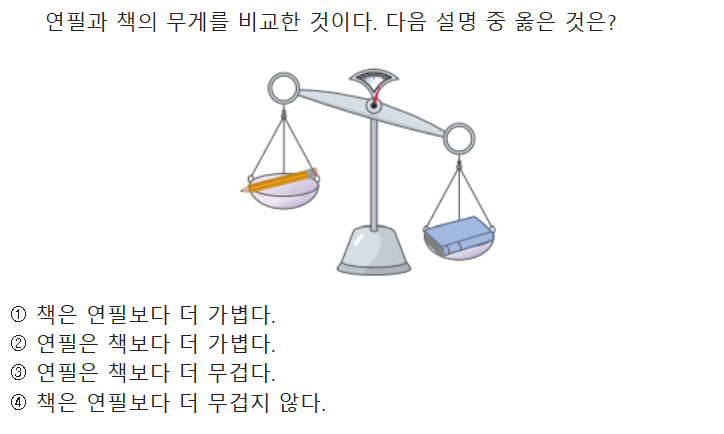 연필과 책의 무게를 비교한 것이다. 다음 설명 중 옳은 것은?
① 책은 연필보다 더 가볍다.
② 연필은 책보다 더 가볍다.
③ 연필은 책보다 더 무겁다.
④ 책은 연필보다 더 무겁지 않다.